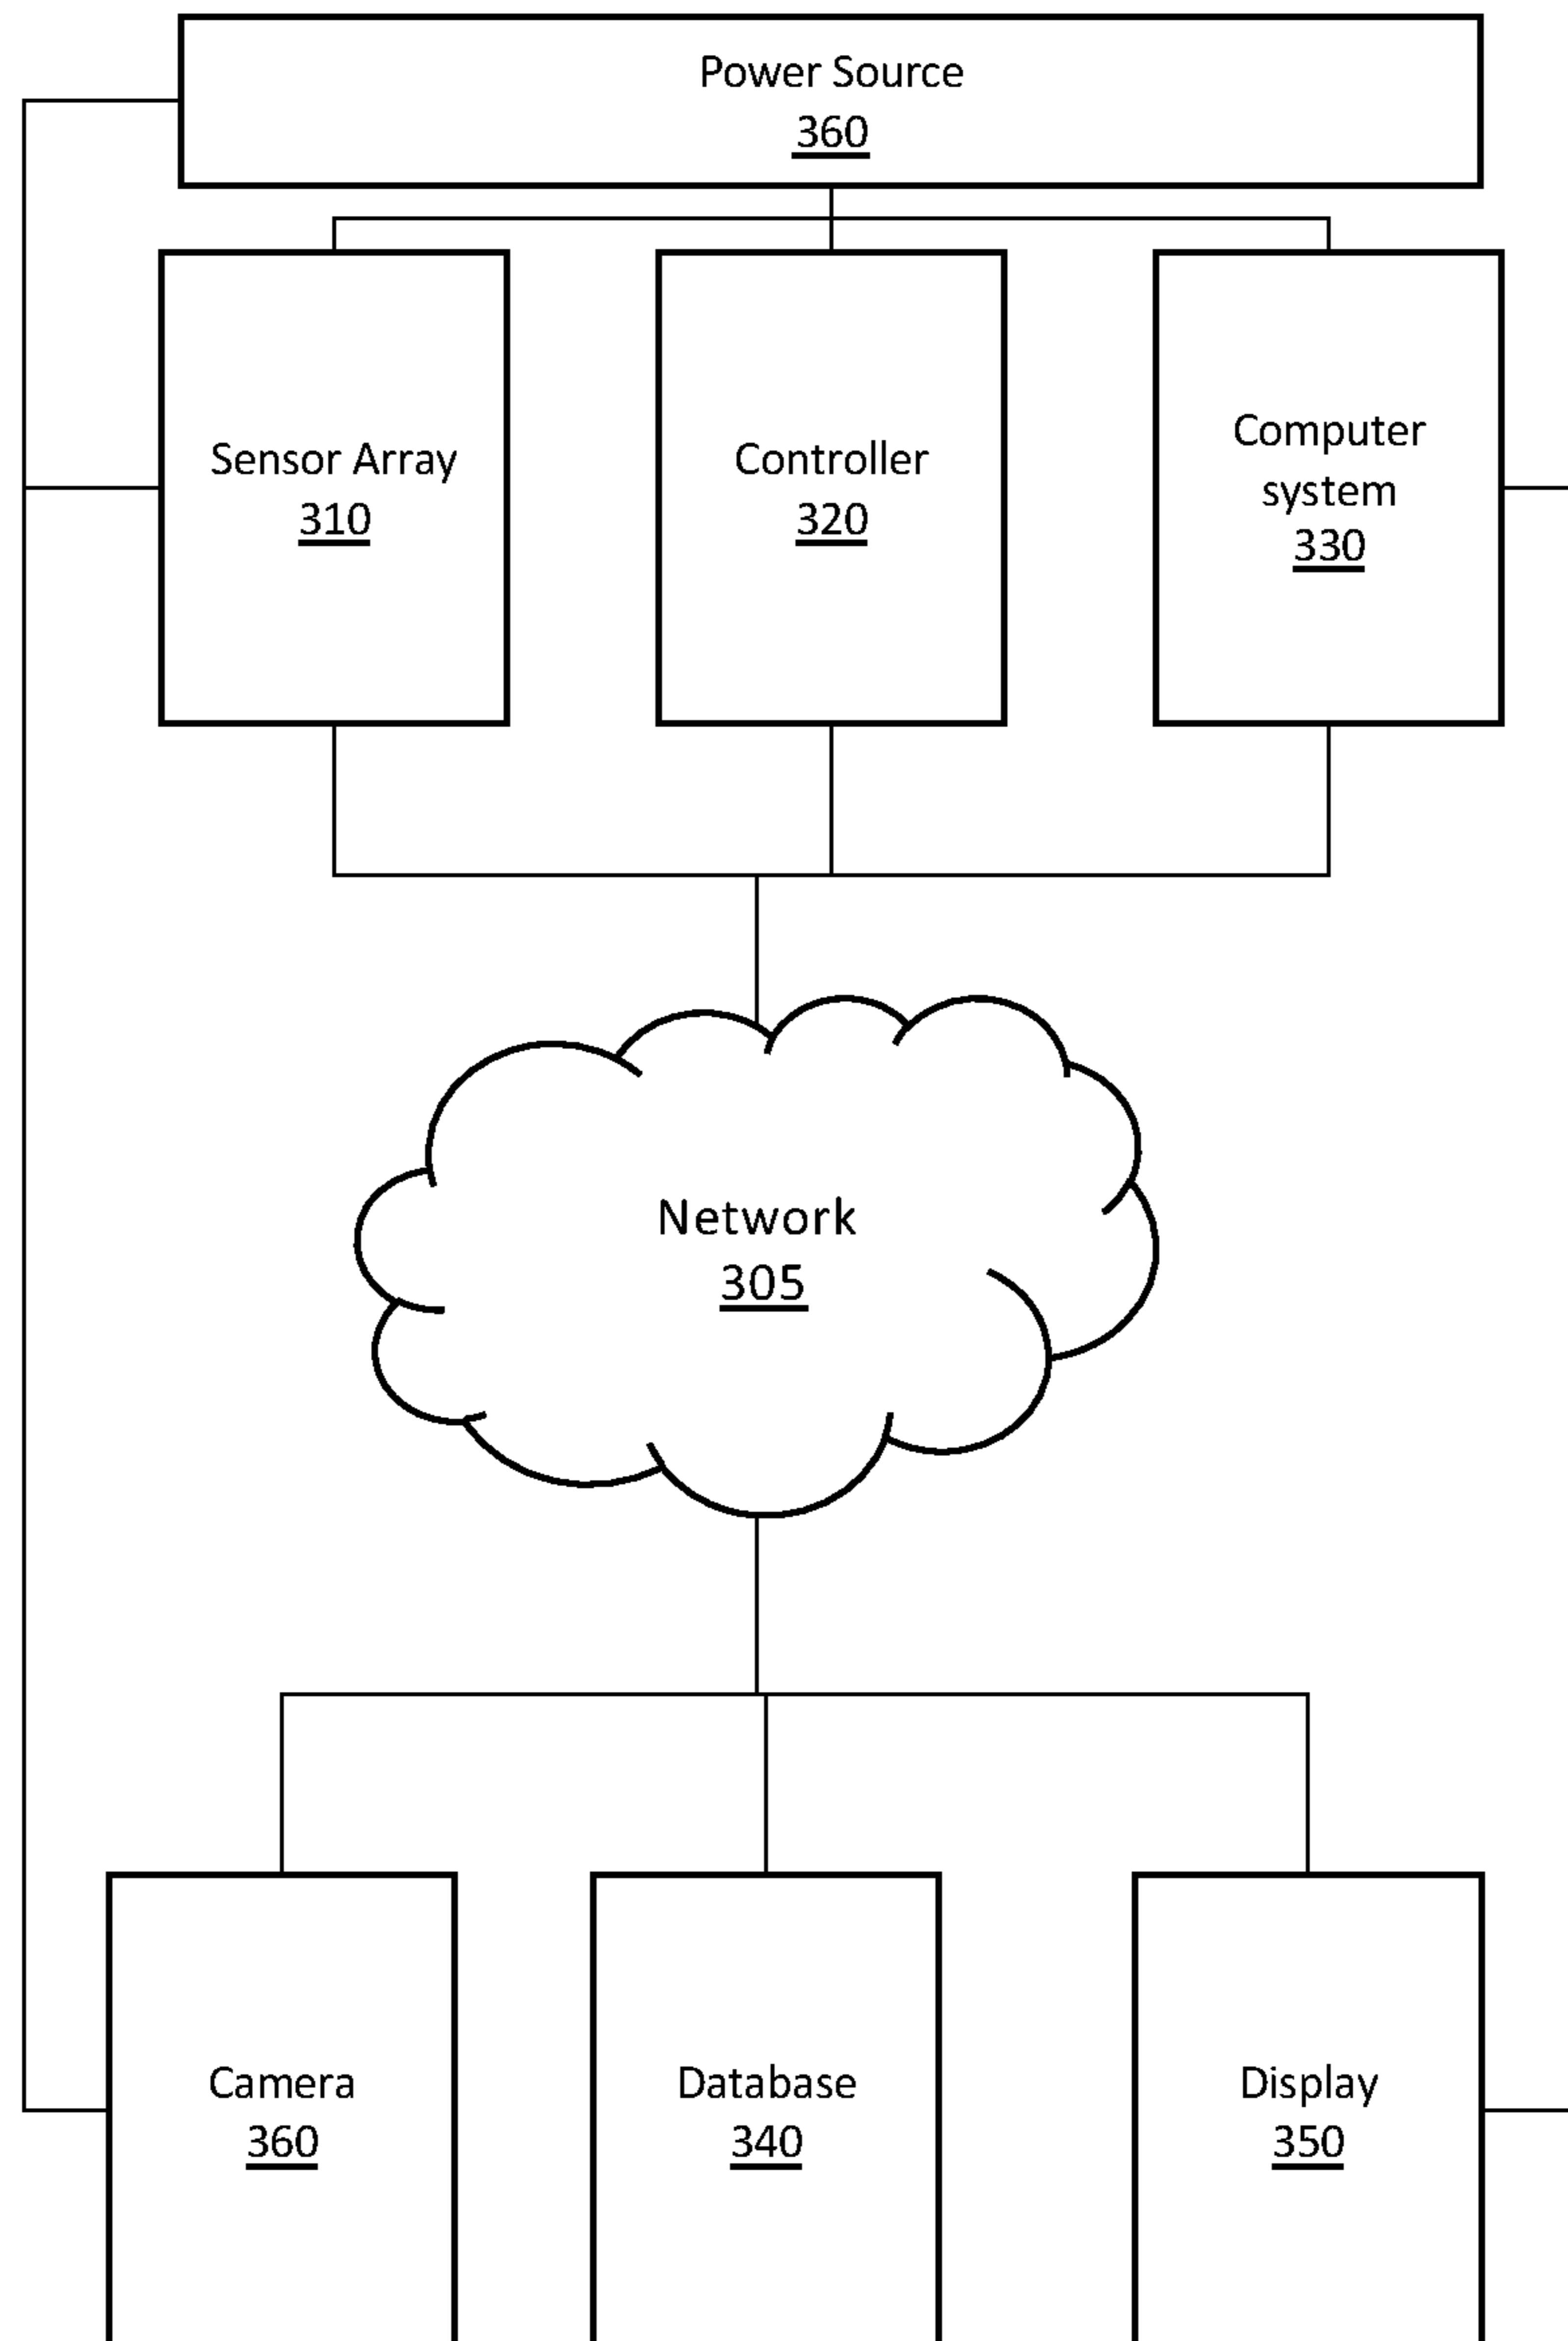 Power Source
360
Sensor Array
310
Controller
320
Computer
system
330
Network
305
Camera
360
Database
340
Display
350